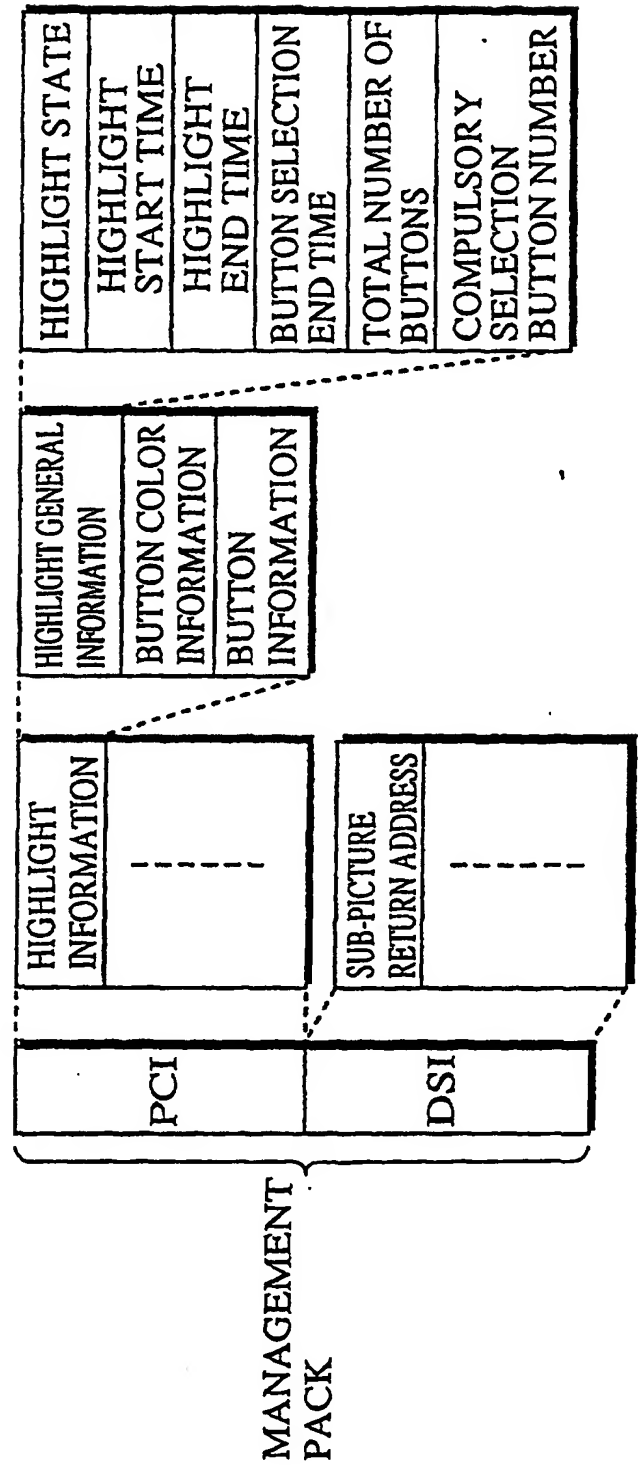 MANAGEMENT
PACK
PCI
DSI
HIGHLIGHT
INFORMATION
SUB-PICTURE
RETURN ADDRESS
HIGHLIGHT GENERAL
INFORMATION
BUTTON COLOR
INFORMATION
BUTTON
INFORMATION
HIGHLIGHT STATE
HIGHLIGHT
START TIME
HIGHLIGHT
END TIME
BUTTON SELECTION
END TIME
TOTAL NUMBER OF
BUTTONS
COMPULSORY
SELECTION
BUTTON NUMBER